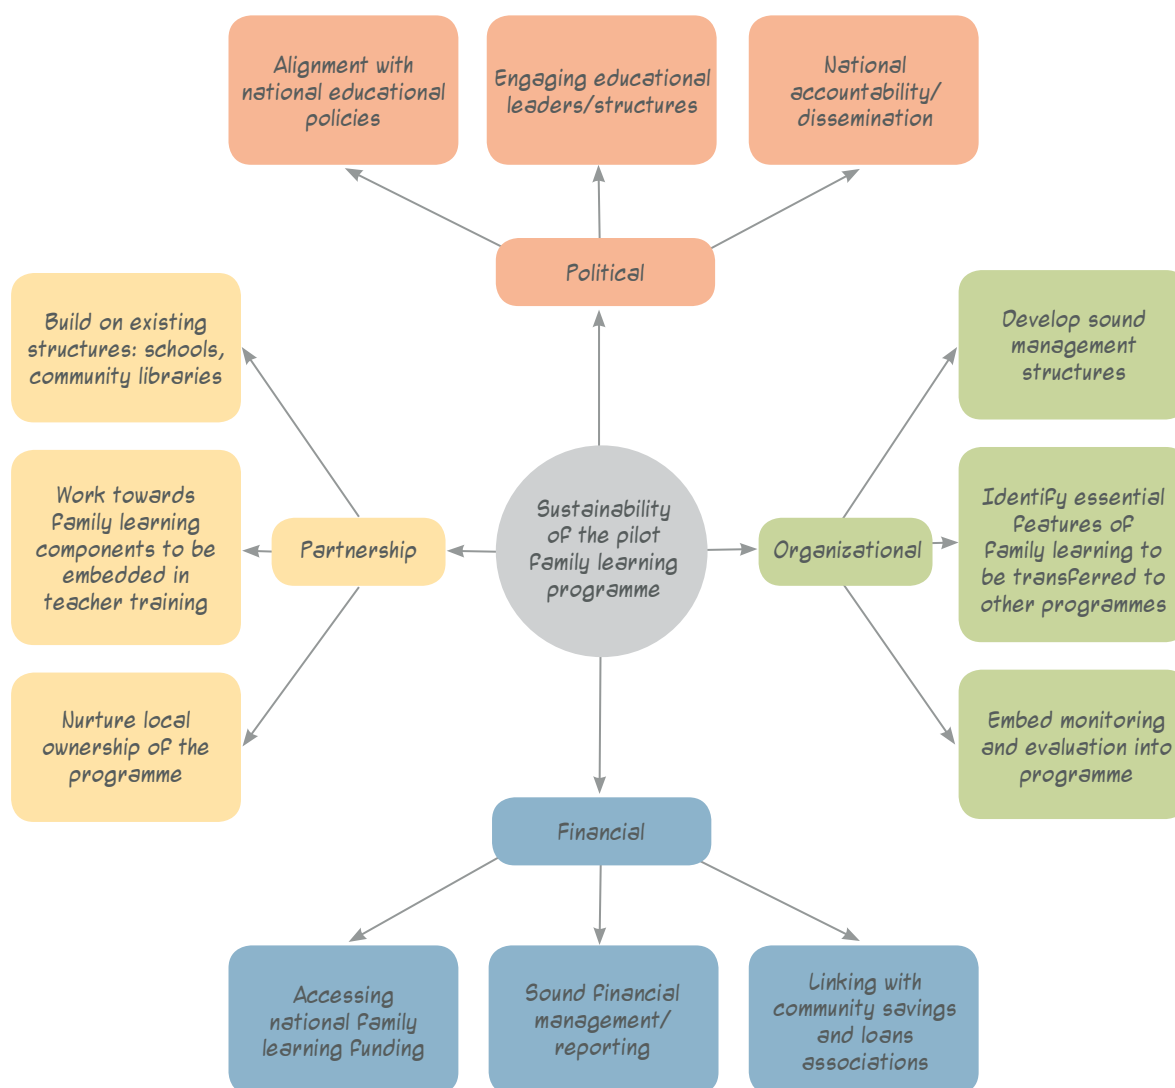 Alignment with
national educational
policies
Engaging educational
leaders/structures
National
accountability/
dissemination
Political
Build on existing
structures: schools,
community libraries
Work towards
family learning
components to be
embedded in
teacher training
Nurture local
ownership of the
programme
Partnership
Sustainability
of the pilot
family learning
programme
Organizational
Develop sound
management
structures
Identify essential
features of
family learning to
be transferred to
other programmes
Embed monitoring
and evaluation into
programme
Financial
Accessing
national family
learning funding
Sound financial
management/
reporting
Linking with
community savings
and loans
associations